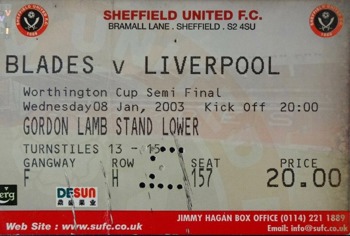 SHEFFIELD UNITED F.C.
BRAMALL LANE . SHEFFIELD . S2 4SU
BLADES v LIVERPOOL
Worthington Cup Semi Final
Wednesday08 Jan, 2003 Kick Off 20:00
GORDON LAMB STAND LOWER
TURNSTILES 13 - 15
GANGWAY ROW SEAT PRICE
F H 157 20.00
DESUN
JIMMY HAGAN BOX OFFICE (0114) 221 1889
Web Site : www.sufc.co.uk Email: info@sufc.co.uk